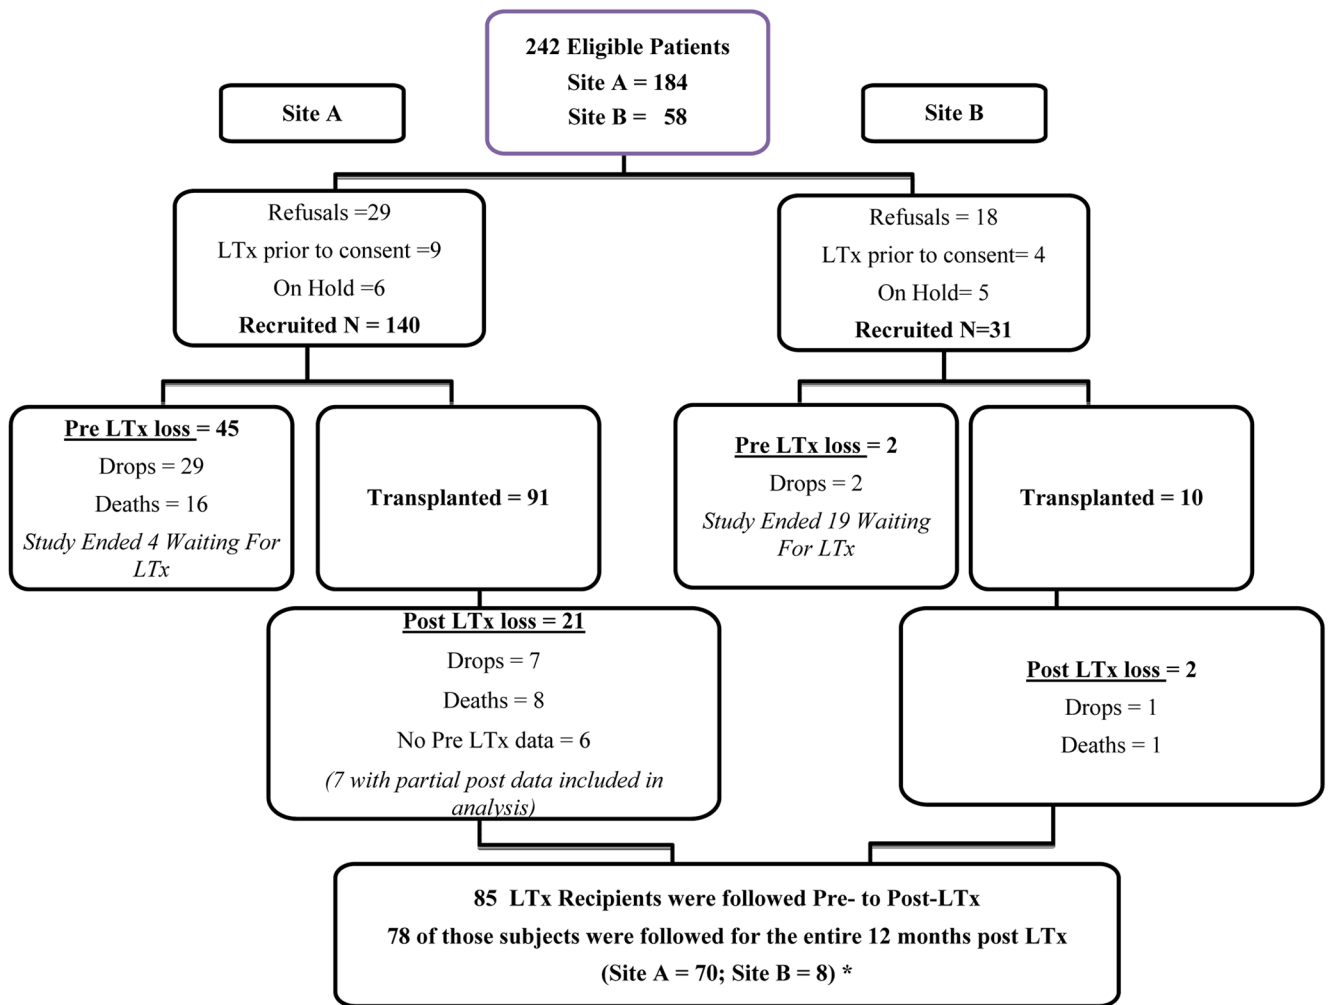 242 Eligible Patients
Site A = 184
Site B = 58
Site A
Site B
Refusals =29
LTx prior to consent =9
On Hold =6
Recruited N = 140
Refusals = 18
LTx prior to consent= 4
On Hold= 5
Recruited N=31
Pre LTx loss = 45
Drops = 29
Deaths = 16
Study Ended 4 Waiting For
LTx
Transplanted = 91
Pre LTx loss = 2
Drops = 2
Study Ended 19 Waiting
For LTx
Transplanted = 10
Post LTx loss = 21
Drops = 7
Deaths = 8
No Pre LTx data = 6
(7 with partial post data included in
analysis)
Post LTx loss = 2
Drops = 1
Deaths = 1
85 LTx Recipients were followed Pre- to Post-LTx
78 of those subjects were followed for the entire 12 months post LTx
(Site A = 70; Site B = 8) *